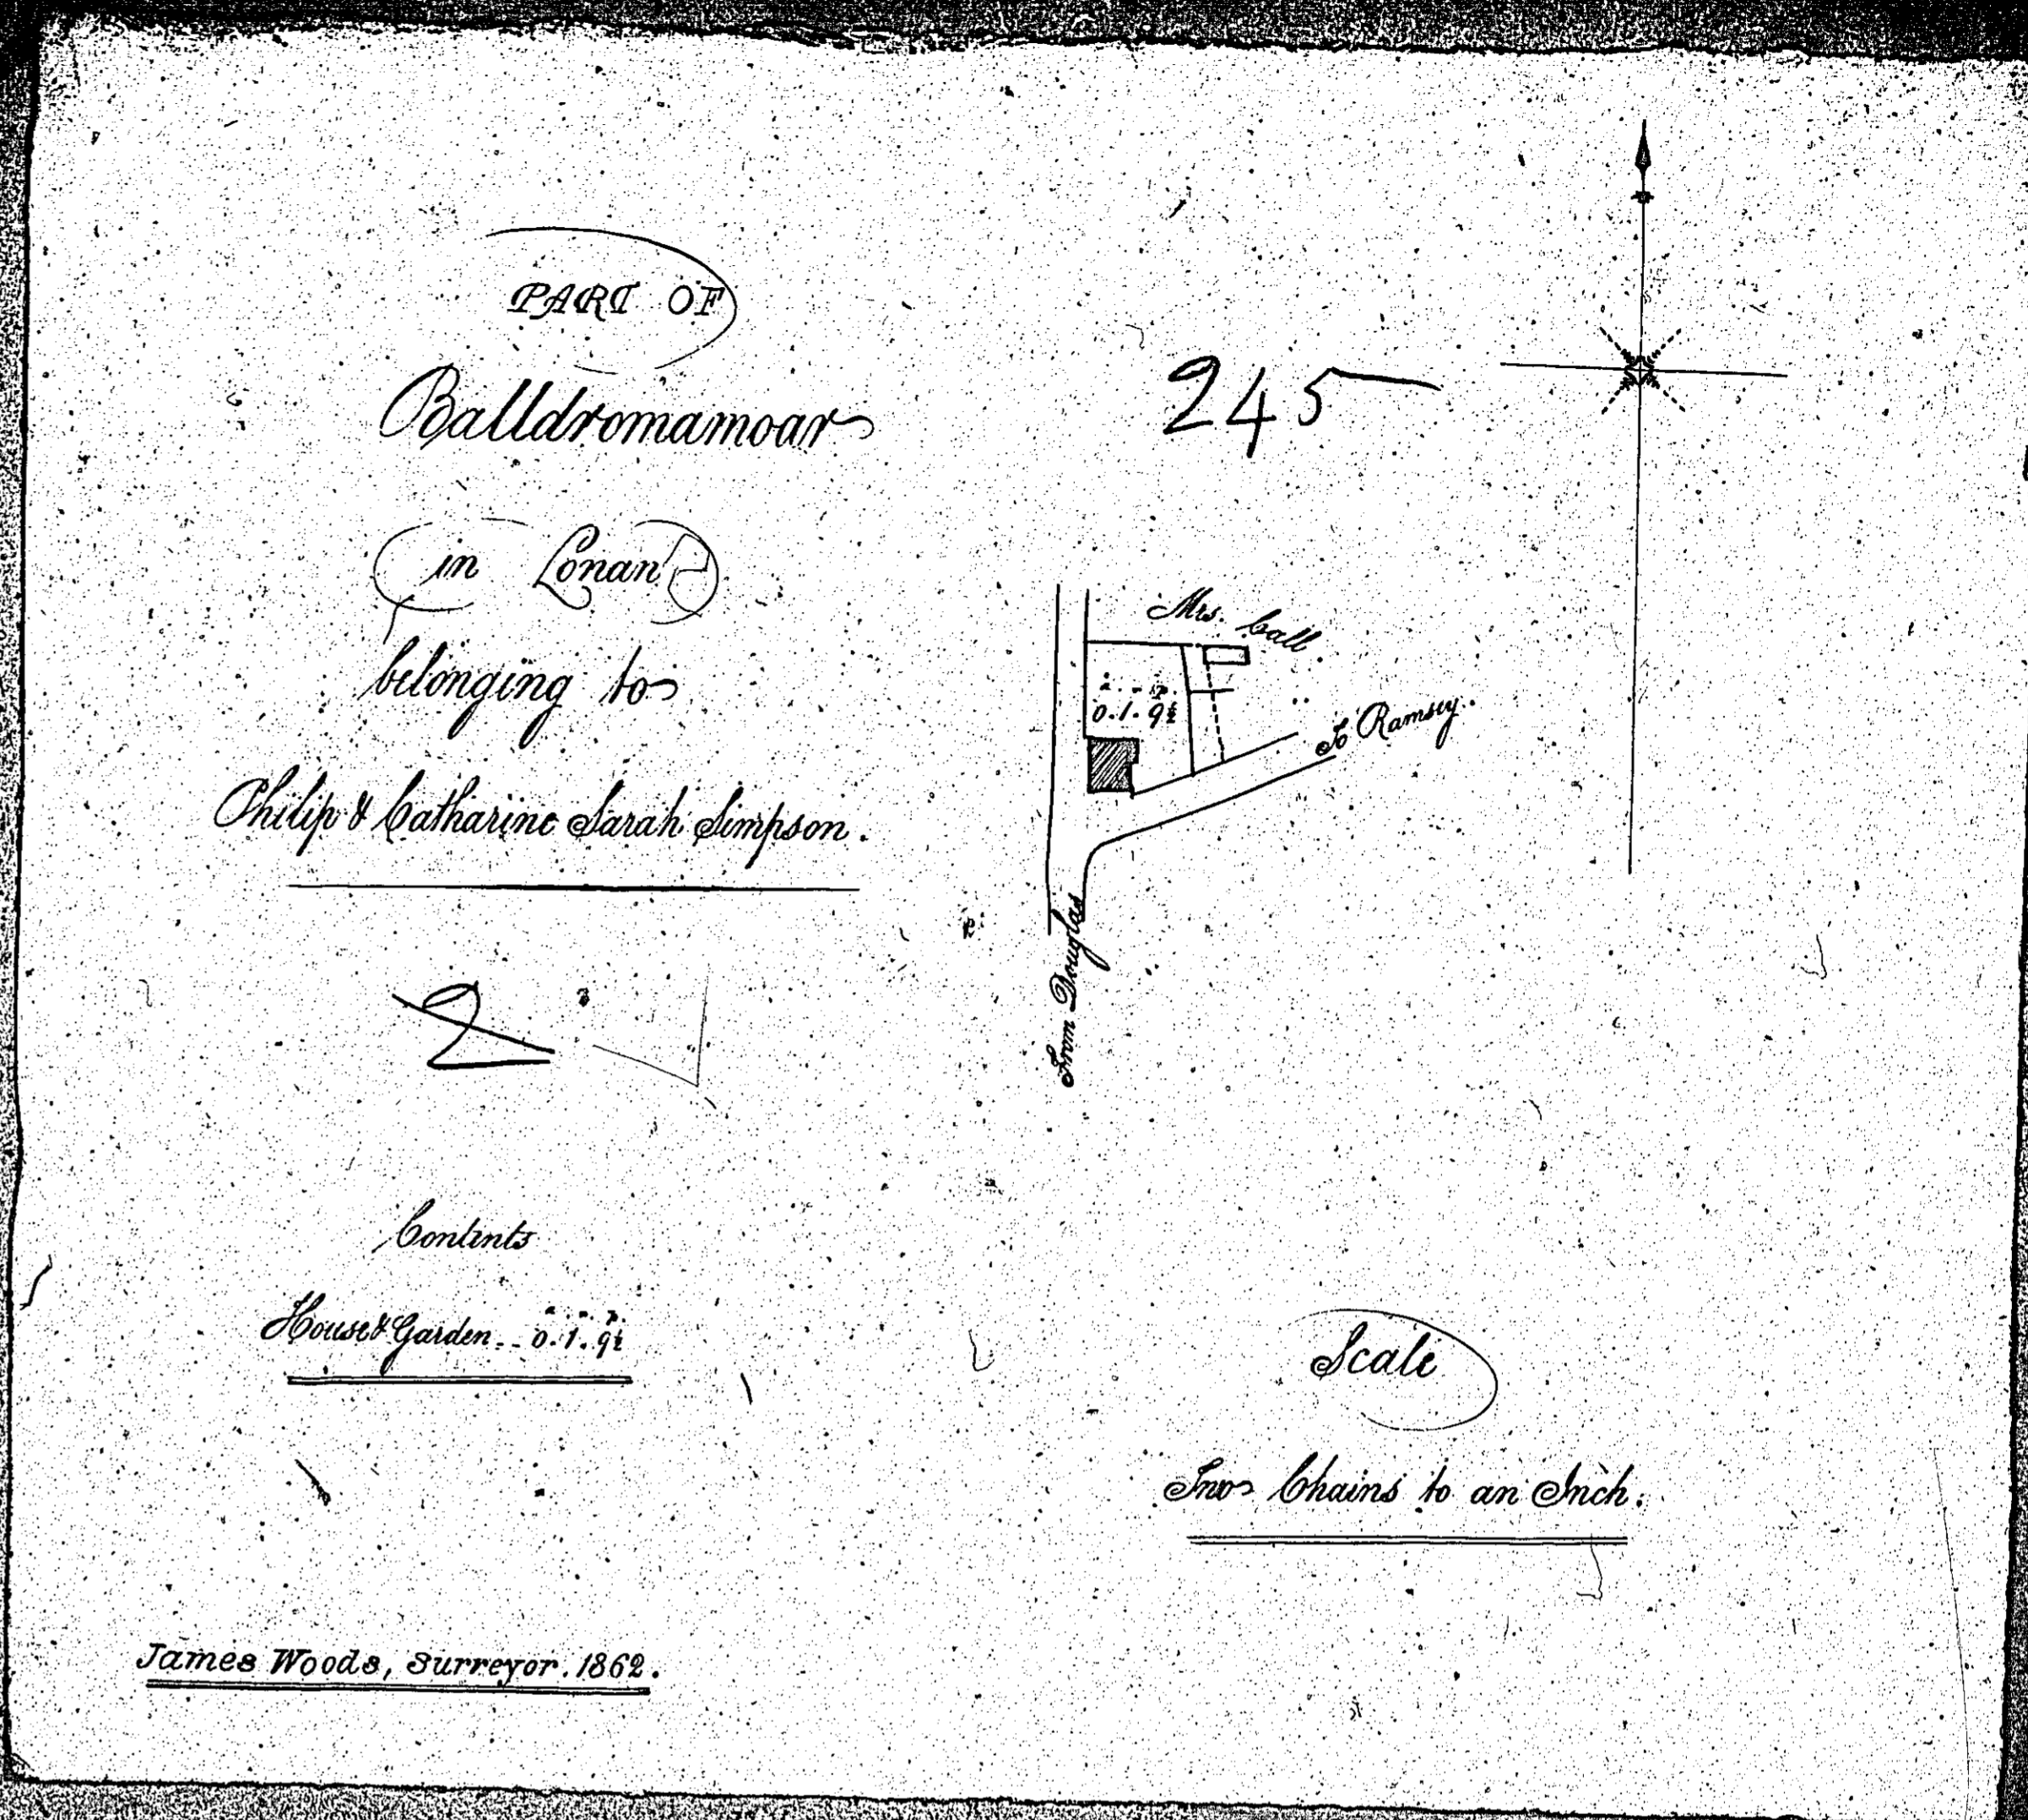 PART OF
Balldromamoar
in Lonan
belonging to
Philip & Catharine Sarah Simpson.
245
Mrs. Call.
a. r. p.
0. 1. 9½
To Ramsey.
From Douglas
2
Contents
a. r. p.
House & Garden -- 0. 1. 9½
Scale
Two Chains to an Inch.
James Woods, Surveyor. 1862.